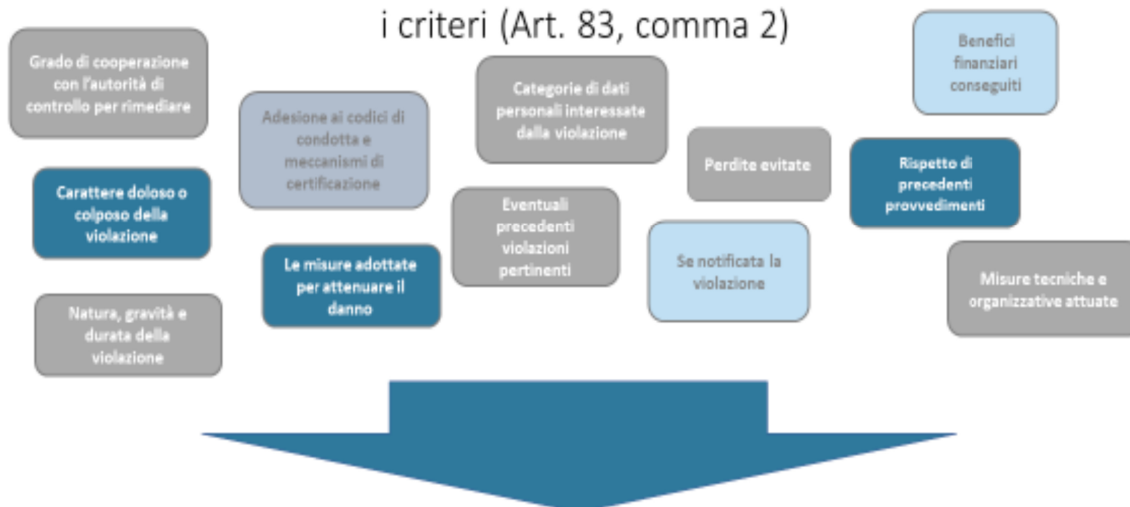 i criteri (Art. 83, comma 2)
Grado di cooperazione
con l'autorità di
controllo per rimediare
Adesione ai codici di
condotta e
meccanismi di
certificazione
Categorie di dati
personali interessate
dalla violazione
Benefici
finanziari
conseguiti
Perdite evitate
Rispetto di
precedenti
provvedimenti
Carattere doloso o
colposo della
violazione
Eventuali
precedenti
violazioni
pertinenti
Le misure adottate
per attenuare il
danno
Se notificata la
violazione
Misure tecniche e
organizzative attuate
Natura, gravità e
durata della
violazione